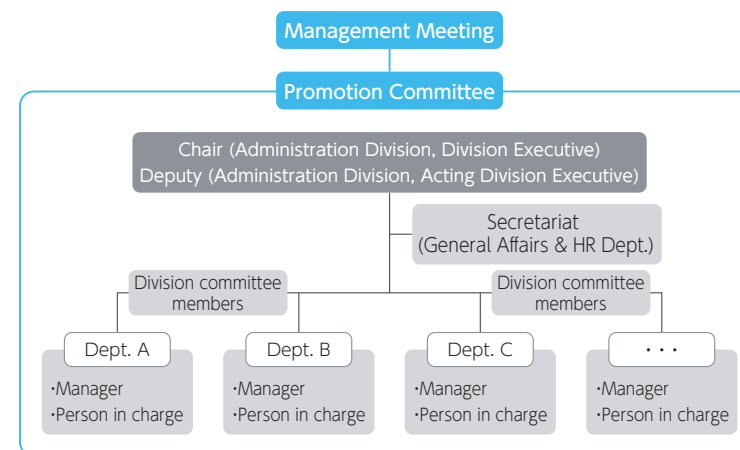 Management Meeting
Promotion Committee
Chair (Administration Division, Division Executive)
Deputy (Administration Division, Acting Division Executive)
Secretariat
(General Affairs & HR Dept.)
Division committee
members
Division committee
members
Dept. A
・Manager
・Person in charge
Dept. B
・Manager
・Person in charge
Dept. C
・Manager
・Person in charge
・・・
・Manager
・Person in charge